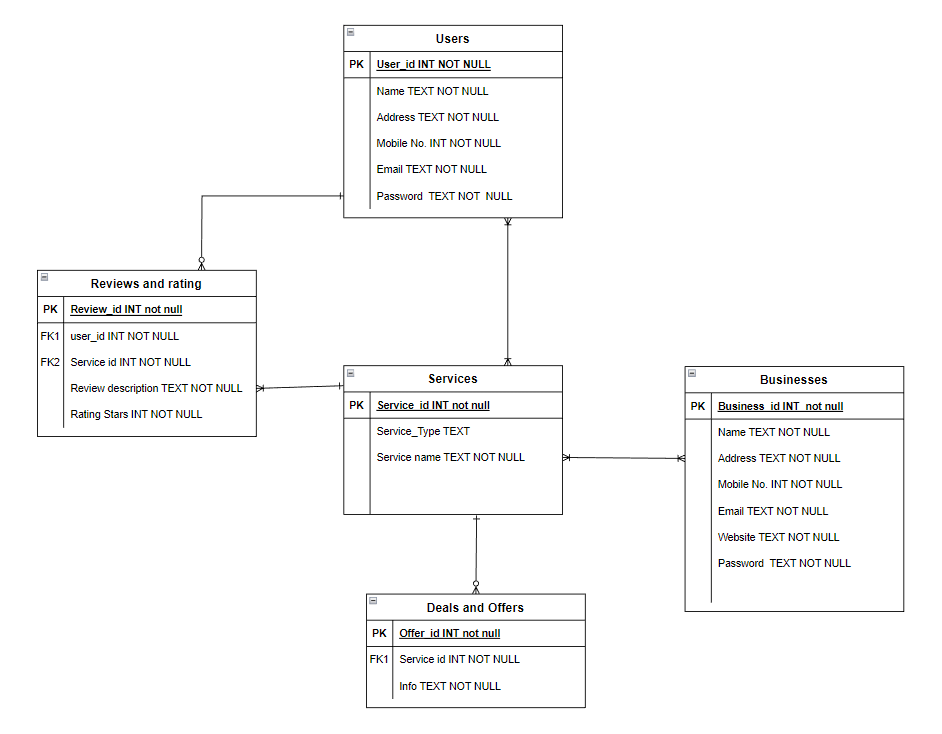 Users
PK User_id INT NOT NULL
Name TEXT NOT NULL
Address TEXT NOT NULL
Mobile No. INT NOT NULL
Email TEXT NOT NULL
Password  TEXT NOT  NULL
Reviews and rating
PK Review_id INT not null
FK1 user_id INT NOT NULL
FK2 Service id INT NOT NULL
Review description TEXT NOT NULL
Rating Stars INT NOT NULL
Services
PK Service_id INT not null
Service_Type TEXT
Service name TEXT NOT NULL
Businesses
PK Business_id INT  not null
Name TEXT NOT NULL
Address TEXT NOT NULL
Mobile No. INT NOT NULL
Email TEXT NOT NULL
Website TEXT NOT NULL
Password  TEXT NOT NULL
Deals and Offers
PK Offer_id INT not null
FK1 Service id INT NOT NULL
Info TEXT NOT NULL